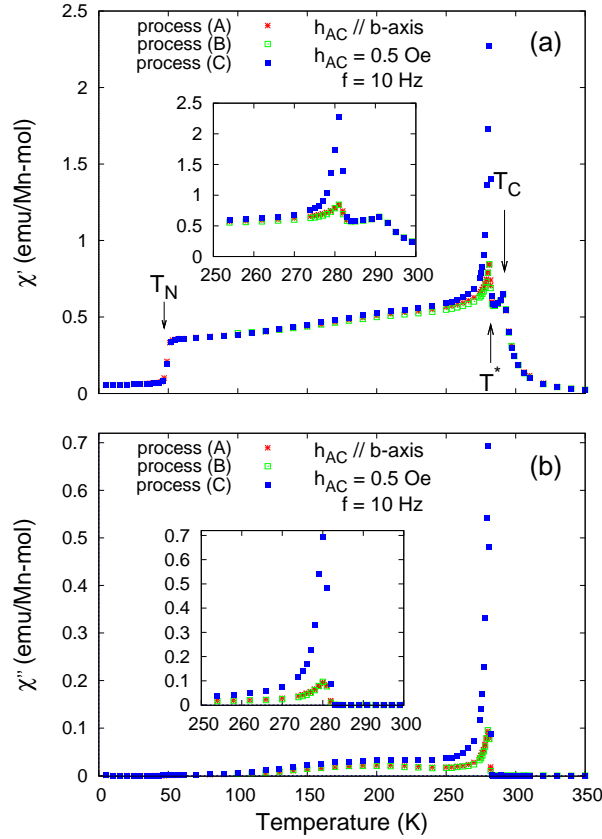 process (A)
process (B)
process (C)
h_AC // b-axis
h_AC = 0.5 Oe
f = 10 Hz
(a)
χ' (emu/Mn-mol)
2.5
2
1.5
1
0.5
0
2.5
2
1.5
1
0.5
0
250 260 270 280 290 300
T_N
T_C
T^*
process (A)
process (B)
process (C)
h_AC // b-axis
h_AC = 0.5 Oe
f = 10 Hz
(b)
χ'' (emu/Mn-mol)
0.7
0.6
0.5
0.4
0.3
0.2
0.1
0
0.7
0.6
0.5
0.4
0.3
0.2
0.1
0
250 260 270 280 290 300
0 50 100 150 200 250 300 350
Temperature (K)